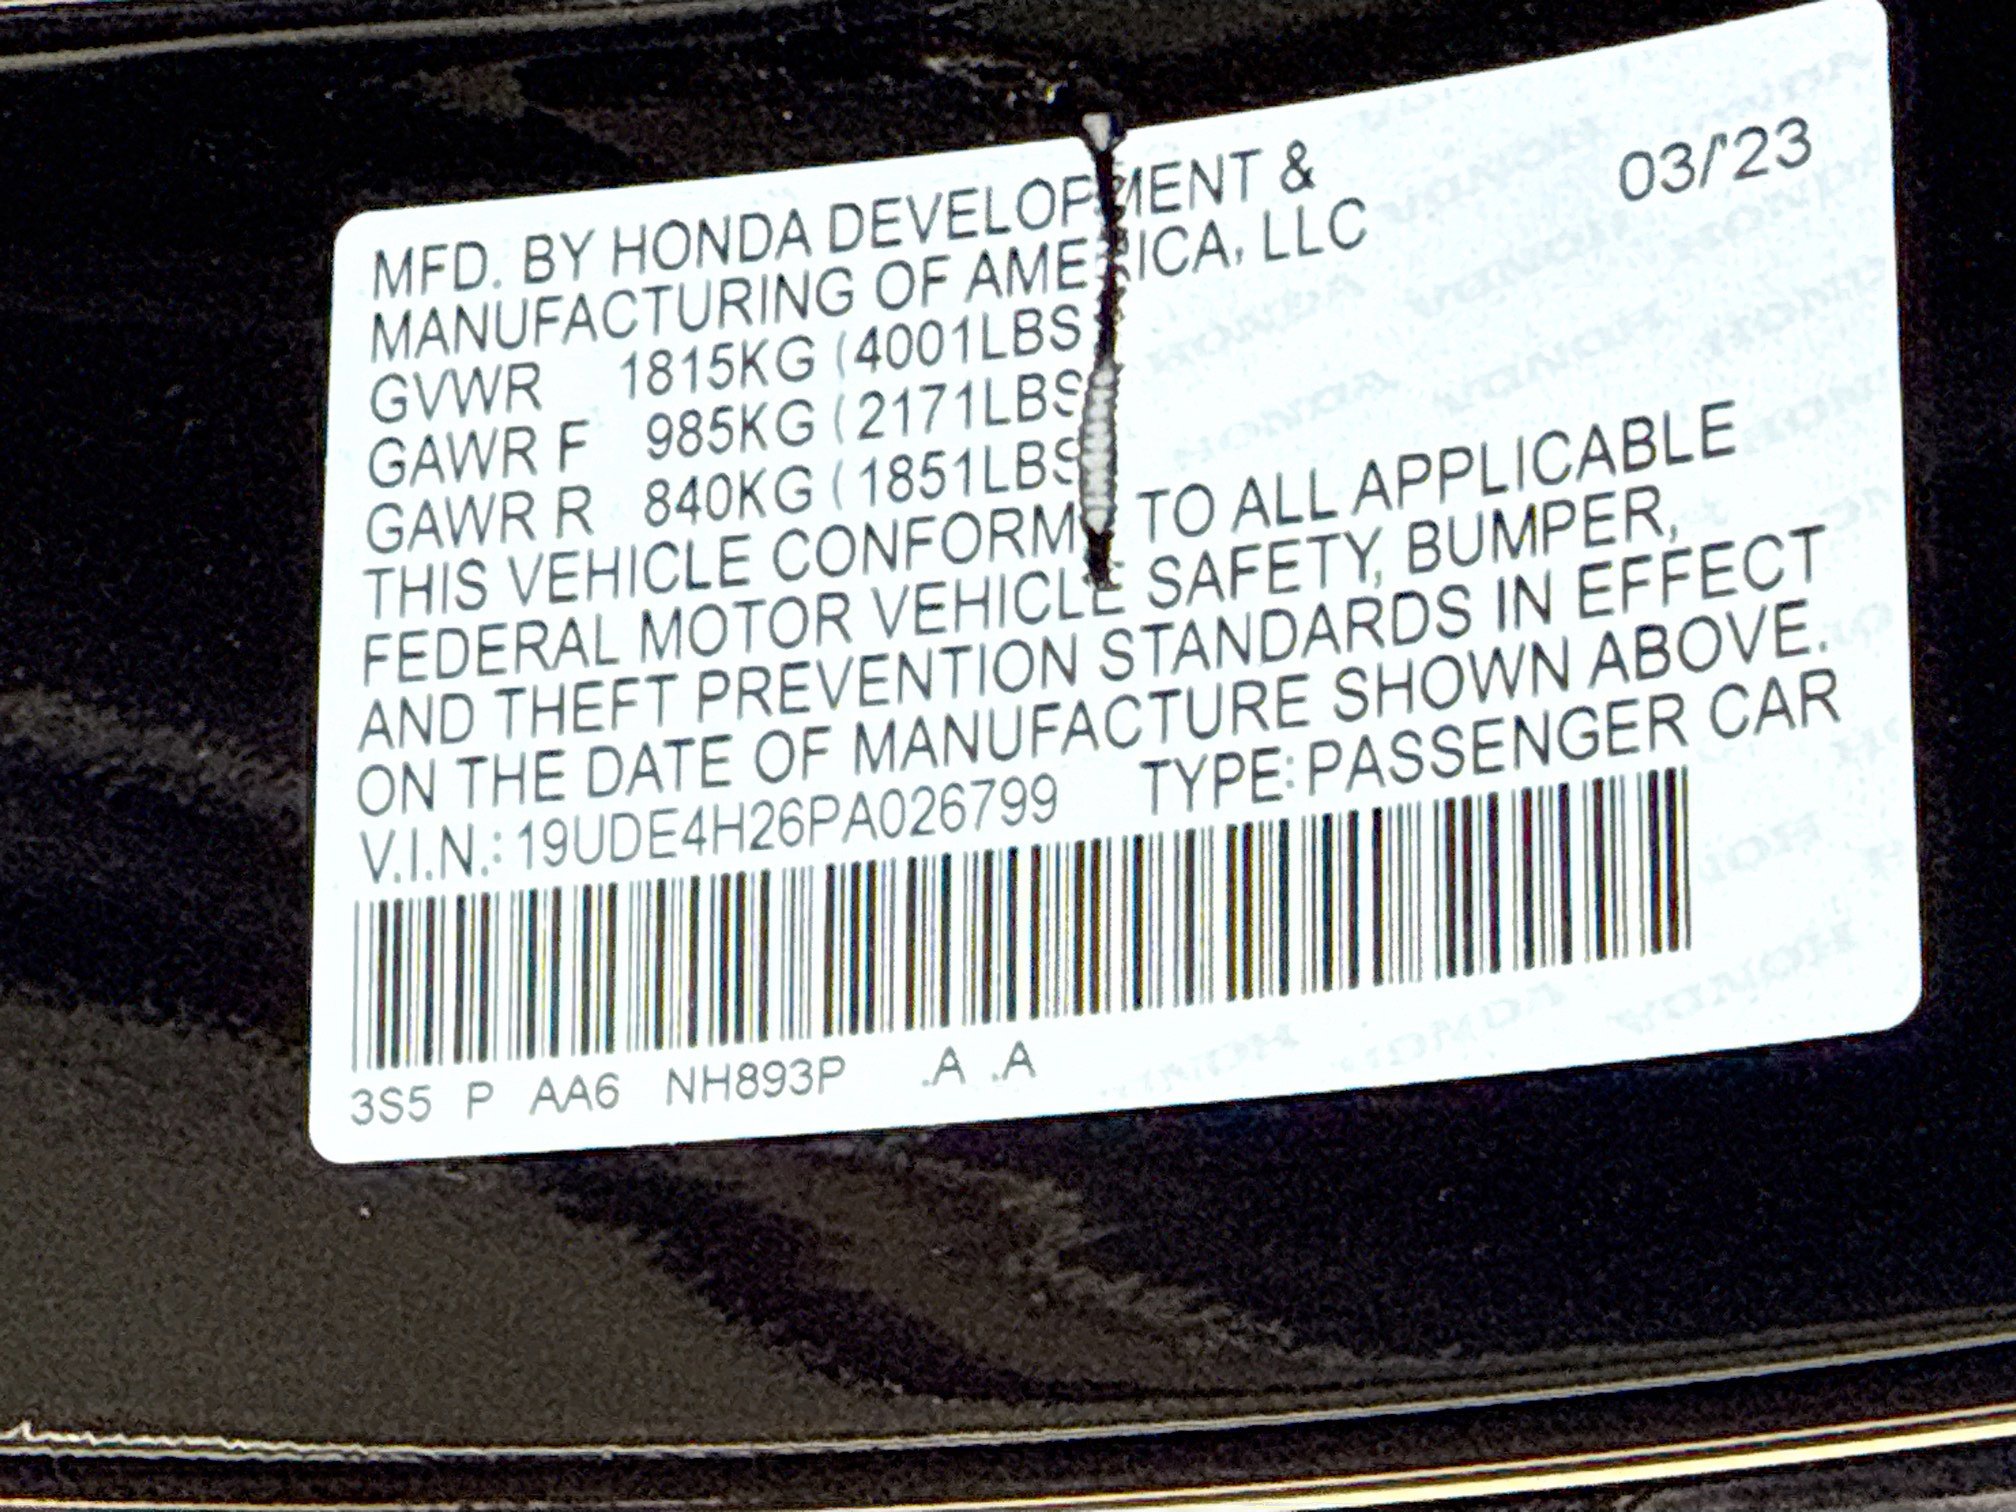 03/'23
MFD. BY HONDA DEVELOPMENT &
MANUFACTURING OF AMERICA, LLC
GVWR 1815KG (4001LBS
GAWR F 985KG (2171LBS
GAWR R 840KG (1851LBS
THIS VEHICLE CONFORM TO ALL APPLICABLE
FEDERAL MOTOR VEHICLE SAFETY, BUMPER,
AND THEFT PREVENTION STANDARDS IN EFFECT
ON THE DATE OF MANUFACTURE SHOWN ABOVE.
V.I.N.: 19UDE4H26PA026799 TYPE: PASSENGER CAR
3S5 P AA6 NH893P .A .A